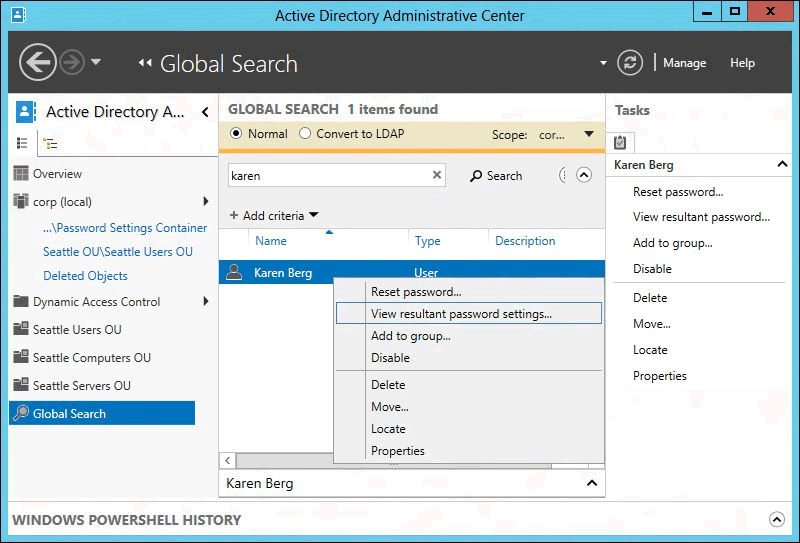 Active Directory Administrative Center
Global Search
Manage
Help
Active Directory A...
Overview
corp (local)
...\Password Settings Container
Seattle OU\Seattle Users OU
Deleted Objects
Dynamic Access Control
Seattle Users OU
Seattle Computers OU
Seattle Servers OU
Global Search
GLOBAL SEARCH 1 items found
Normal Convert to LDAP Scope: cor...
karen Search
Add criteria
Name Type Description
Karen Berg User
Reset password...
View resultant password settings...
Add to group...
Disable
Delete
Move...
Locate
Properties
Karen Berg
Tasks
Karen Berg
Reset password...
View resultant password...
Add to group...
Disable
Delete
Move...
Locate
Properties
WINDOWS POWERSHELL HISTORY